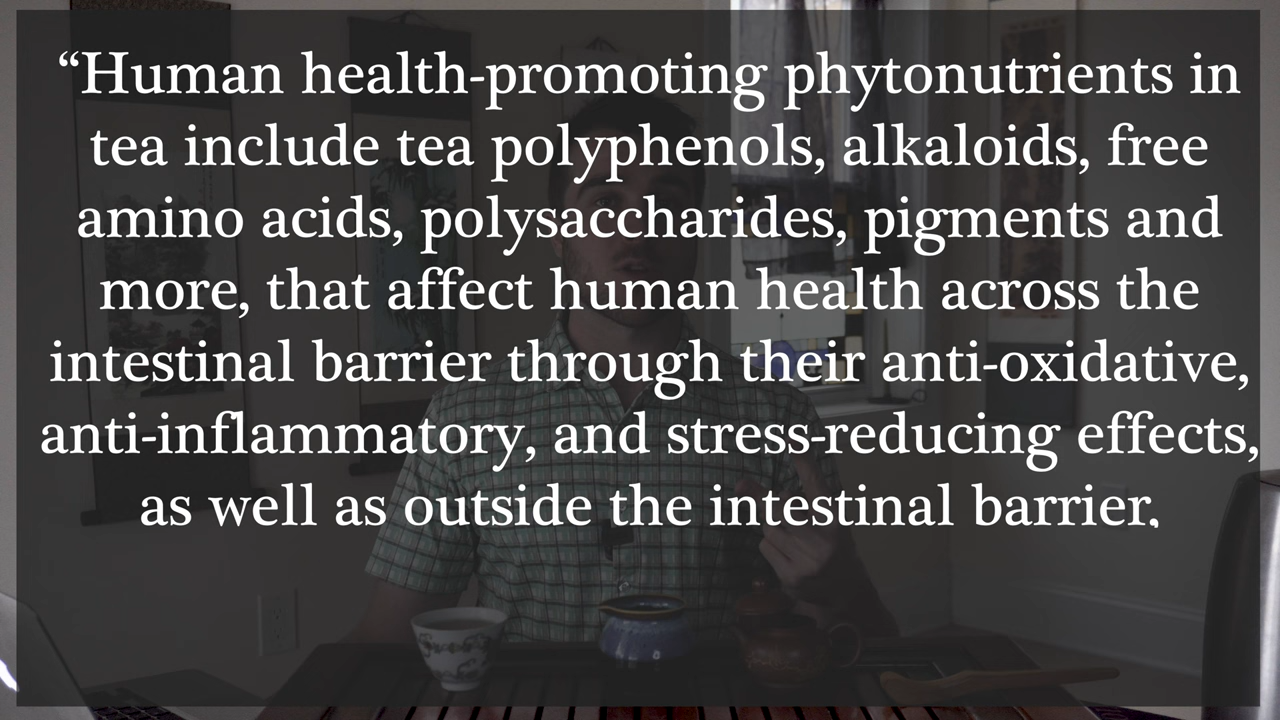 “Human health-promoting phytonutrients in
tea include tea polyphenols, alkaloids, free
amino acids, polysaccharides, pigments and
more, that affect human health across the
intestinal barrier through their anti-oxidative,
anti-inflammatory, and stress-reducing effects,
as well as outside the intestinal barrier.